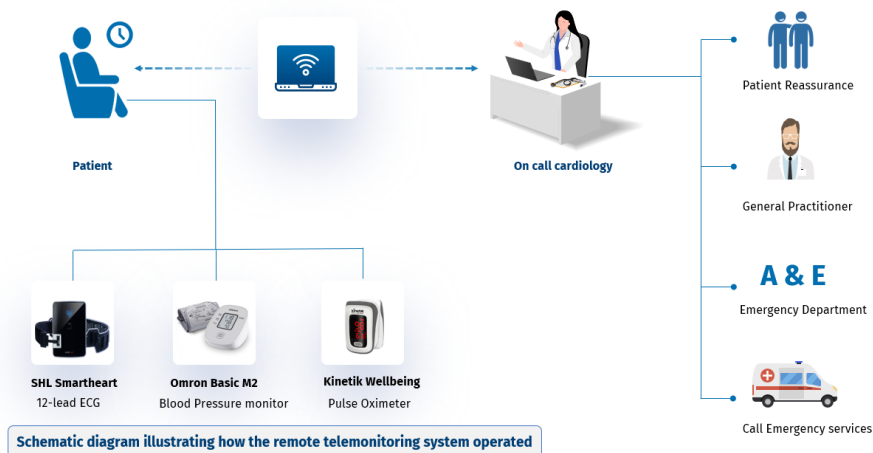 Patient
On call cardiology
Patient Reassurance
General Practitioner
A & E
Emergency Department
Call Emergency services
SHL Smartheart
12-lead ECG
Omron Basic M2
Blood Pressure monitor
Kinetik Wellbeing
Pulse Oximeter
Schematic diagram illustrating how the remote telemonitoring system operated